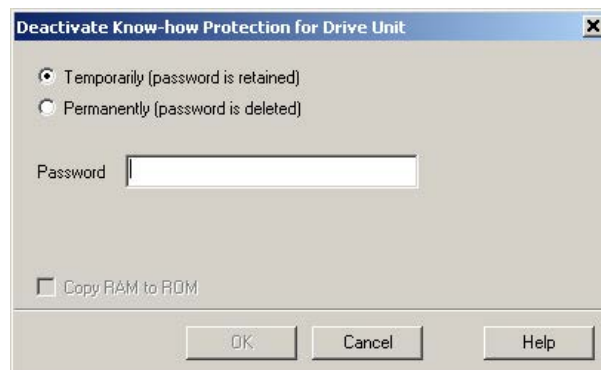 Deactivate Know-how Protection for Drive Unit
Temporarily (password is retained)
Permanently (password is deleted)
Password
Copy RAM to ROM
OK Cancel Help